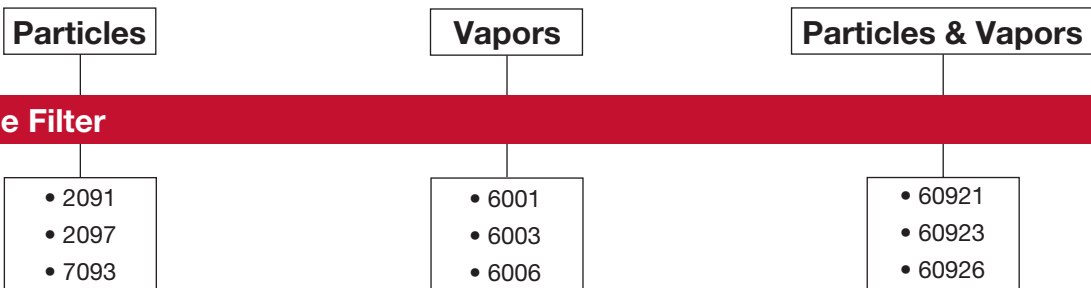 Particles
Vapors
Particles & Vapors
e Filter
• 2091
• 2097
• 7093
• 6001
• 6003
• 6006
• 60921
• 60923
• 60926